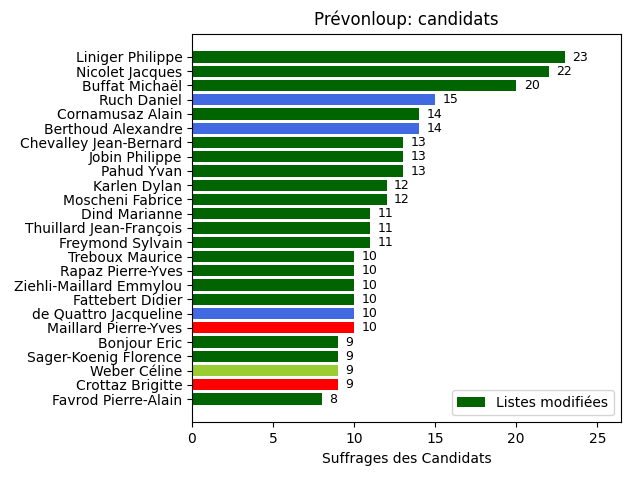 Prévonloup: candidats
Liniger Philippe 23
Nicolet Jacques 22
Buffat Michaël 20
Ruch Daniel 15
Cornamusaz Alain 14
Berthoud Alexandre 14
Chevalley Jean-Bernard 13
Jobin Philippe 13
Pahud Yvan 13
Karlen Dylan 12
Moscheni Fabrice 12
Dind Marianne 11
Thuillard Jean-François 11
Freymond Sylvain 11
Treboux Maurice 10
Rapaz Pierre-Yves 10
Ziehli-Maillard Emmylou 10
Fattebert Didier 10
de Quattro Jacqueline 10
Maillard Pierre-Yves 10
Bonjour Eric 9
Sager-Koenig Florence 9
Weber Céline 9
Crottaz Brigitte 9
Favrod Pierre-Alain 8
Listes modifiées
0 5 10 15 20 25
Suffrages des Candidats